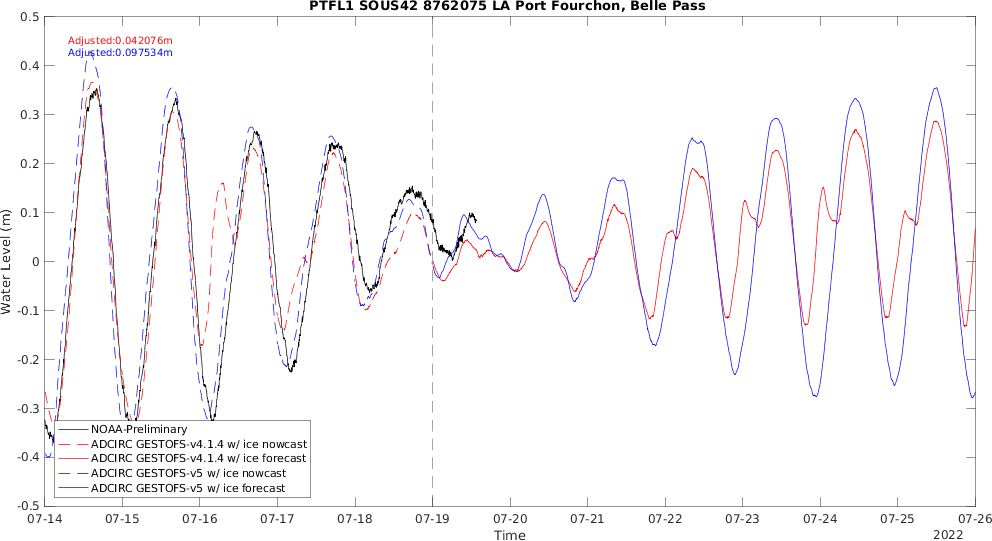 PTFL1 SOUS42 8762075 LA Port Fourchon, Belle Pass
Adjusted:0.042076m
Adjusted:0.097534m
0.5
0.4
0.3
0.2
0.1
0
-0.1
-0.2
-0.3
-0.4
-0.5
Water Level (m)
NOAA-Preliminary
ADCIRC GESTOFS-v4.1.4 w/ ice nowcast
ADCIRC GESTOFS-v4.1.4 w/ ice forecast
ADCIRC GESTOFS-v5 w/ ice nowcast
ADCIRC GESTOFS-v5 w/ ice forecast
07-14 07-15 07-16 07-17 07-18 07-19 07-20 07-21 07-22 07-23 07-24 07-25 07-26
Time
2022